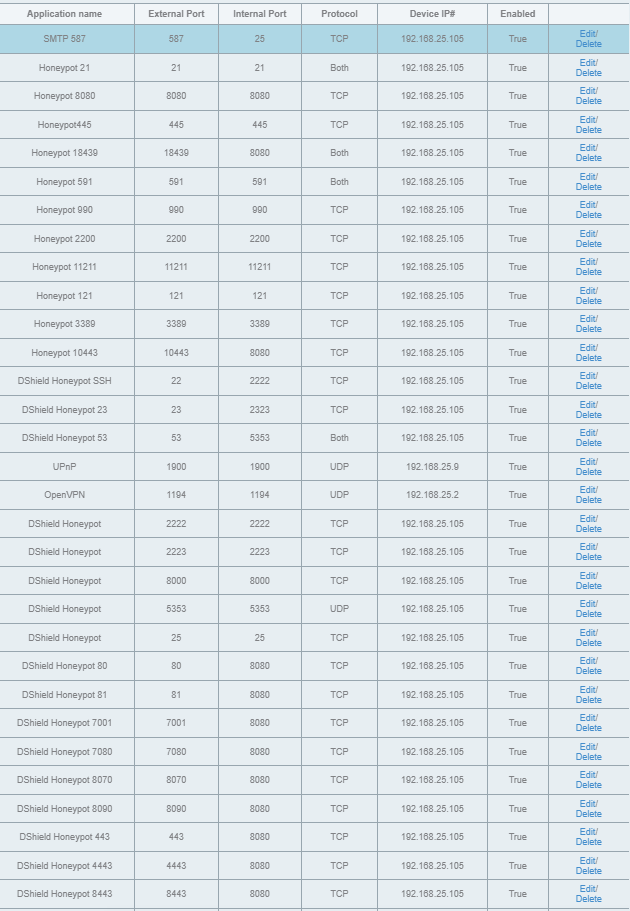 Application name External Port Internal Port Protocol Device IP# Enabled
SMTP 587 587 25 TCP 192.168.25.105 True Edit/ Delete
Honeypot 21 21 21 Both 192.168.25.105 True Edit/ Delete
Honeypot 8080 8080 8080 TCP 192.168.25.105 True Edit/ Delete
Honeypot445 445 445 TCP 192.168.25.105 True Edit/ Delete
Honeypot 18439 18439 8080 Both 192.168.25.105 True Edit/ Delete
Honeypot 591 591 591 Both 192.168.25.105 True Edit/ Delete
Honeypot 990 990 990 TCP 192.168.25.105 True Edit/ Delete
Honeypot 2200 2200 2200 TCP 192.168.25.105 True Edit/ Delete
Honeypot 11211 11211 11211 TCP 192.168.25.105 True Edit/ Delete
Honeypot 121 121 121 TCP 192.168.25.105 True Edit/ Delete
Honeypot 3389 3389 3389 TCP 192.168.25.105 True Edit/ Delete
Honeypot 10443 10443 8080 TCP 192.168.25.105 True Edit/ Delete
DShield Honeypot SSH 22 2222 TCP 192.168.25.105 True Edit/ Delete
DShield Honeypot 23 23 2323 TCP 192.168.25.105 True Edit/ Delete
DShield Honeypot 53 53 5353 Both 192.168.25.105 True Edit/ Delete
UPnP 1900 1900 UDP 192.168.25.9 True Edit/ Delete
OpenVPN 1194 1194 UDP 192.168.25.2 True Edit/ Delete
DShield Honeypot 2222 2222 TCP 192.168.25.105 True Edit/ Delete
DShield Honeypot 2223 2223 TCP 192.168.25.105 True Edit/ Delete
DShield Honeypot 8000 8000 TCP 192.168.25.105 True Edit/ Delete
DShield Honeypot 5353 5353 UDP 192.168.25.105 True Edit/ Delete
DShield Honeypot 25 25 TCP 192.168.25.105 True Edit/ Delete
DShield Honeypot 80 80 8080 TCP 192.168.25.105 True Edit/ Delete
DShield Honeypot 81 81 8080 TCP 192.168.25.105 True Edit/ Delete
DShield Honeypot 7001 7001 8080 TCP 192.168.25.105 True Edit/ Delete
DShield Honeypot 7080 7080 8080 TCP 192.168.25.105 True Edit/ Delete
DShield Honeypot 8070 8070 8080 TCP 192.168.25.105 True Edit/ Delete
DShield Honeypot 8090 8090 8080 TCP 192.168.25.105 True Edit/ Delete
DShield Honeypot 443 443 8080 TCP 192.168.25.105 True Edit/ Delete
DShield Honeypot 4443 4443 8080 TCP 192.168.25.105 True Edit/ Delete
DShield Honeypot 8443 8443 8080 TCP 192.168.25.105 True Edit/ Delete